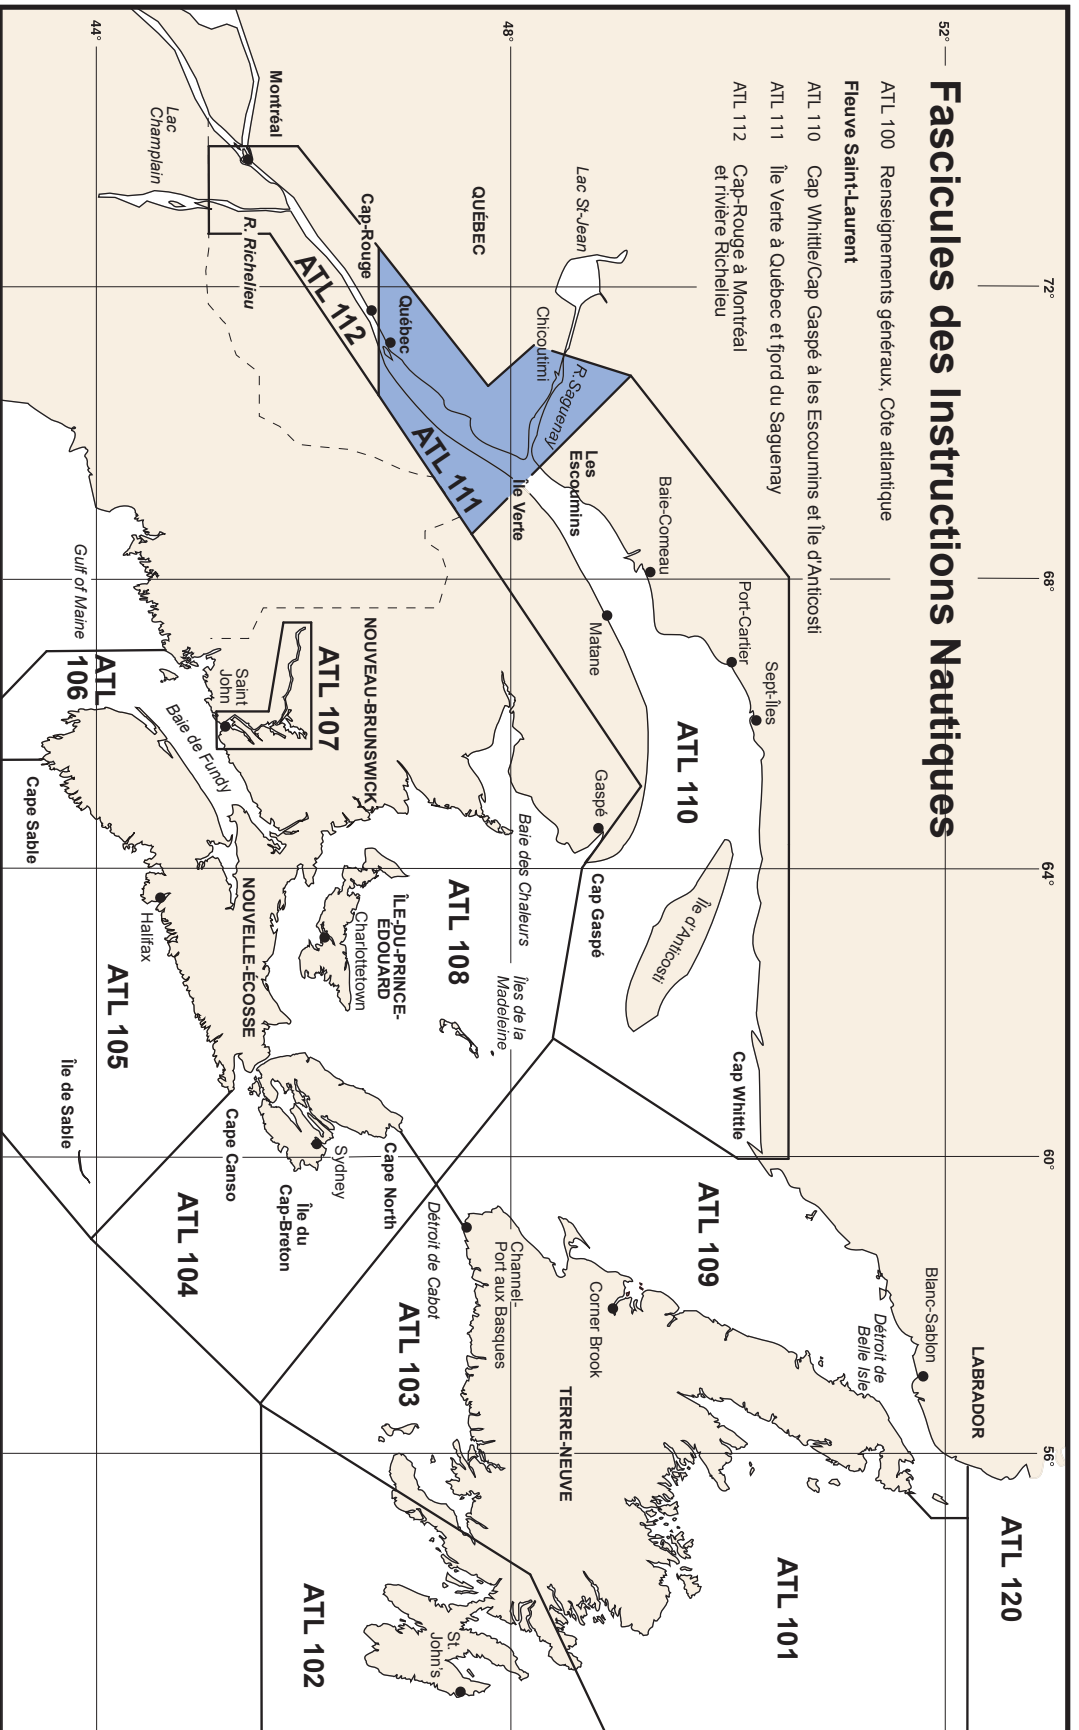 Fascicules des Instructions Nautiques
ATL 100 Renseignements généraux, Côte atlantique
Fleuve Saint-Laurent
ATL 110 Cap Whittle/Cap Gaspé à les Escoumins et Île d'Anticosti
ATL 111 Île Verte à Québec et fjord du Saguenay
ATL 112 Cap-Rouge à Montréal
et rivière Richelieu
72°
68°
64°
60°
56°
52°
48°
44°
LABRADOR
ATL 120
Blanc-Sablon
Détroit de
Belle Isle
ATL 101
Sept-Îles
Port-Cartier
Cap Whittle
ATL 109
Baie-Comeau
ATL 110
Île d'Anticosti
Corner Brook
TERRE-NEUVE
Lac St-Jean
Chicoutimi
R. Saguenay
Les
Escoumins
Île Verte
Matane
Gaspé
Cap Gaspé
QUÉBEC
Baie des Chaleurs
Îles de la
Madeleine
Channel-
Port aux Basques
ATL 108
Détroit de Cabot
ATL 103
St.
John's
Québec
Cap-Rouge
ATL 111
ATL 112
NOUVEAU-BRUNSWICK
ÎLE-DU-PRINCE-
ÉDOUARD
Charlottetown
Cape North
Sydney
Île du
Cap-Breton
ATL 102
Montréal
R. Richelieu
Lac
Champlain
ATL 107
Saint
John
Baie de Fundy
NOUVELLE-ÉCOSSE
Cape Canso
ATL 104
Halifax
ATL 105
Île de Sable
Gulf of Maine
ATL
106
Cape Sable